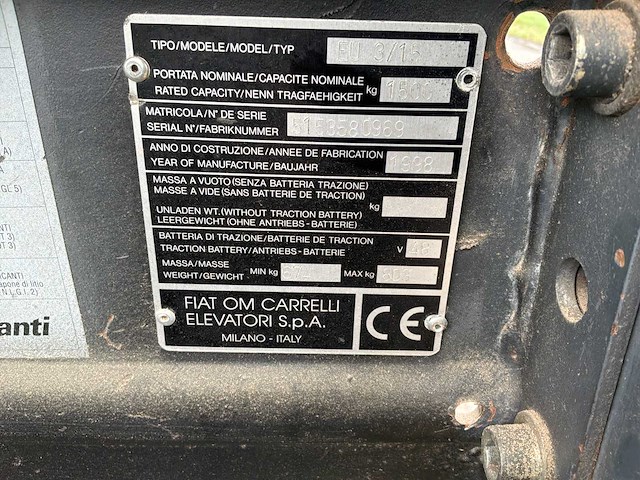 TIPO/MODELE/MODEL/TYP
PORTATA NOMINALE/CAPACITE NOMINALE
RATED CAPACITY/NENN TRAGFAEHIGKEIT kg
MATRICOLA/N° DE SERIE
SERIAL N°/FABRIKNUMMER
ANNO DI COSTRUZIONE/ANNEE DE FABRICATION
YEAR OF MANUFACTURE/BAUJAHR 1998
MASSA A VUOTO(SENZA BATTERIA TRAZIONE)
MASSE A VIDE(SANS BATTERIE DE TRACTION)
kg
UNLADEN WT.(WITHOUT TRACTION BATTERY)
LEERGEWICHT (OHNE ANTRIEBS - BATTERIE)
BATTERIA DI TRAZIONE/BATTERIE DE TRACTION
TRACTION BATTERY/ANTRIEBS - BATTERIE V
MASSA/MASSE
WEIGHT/GEWICHT MIN kg MAX kg
FIAT OM CARRELLI
ELEVATORI S.p.A.
MILANO - ITALY
CE
anti